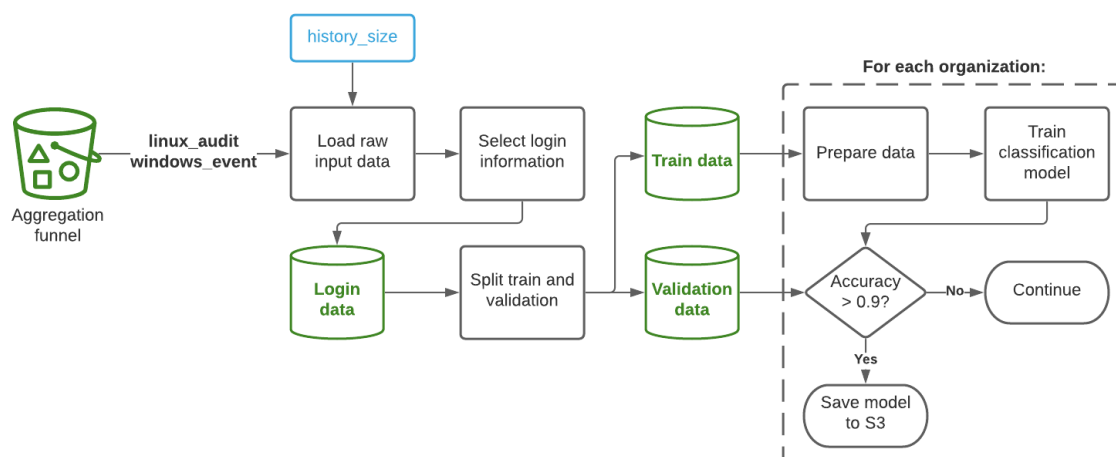 history_size
For each organization:
linux_audit
windows_event
Aggregation
funnel
Load raw
input data
Select login
information
Train data
Prepare data
Train
classification
model
Login
data
Split train and
validation
Validation
data
Accuracy
> 0.9?
No
Continue
Yes
Save model
to S3